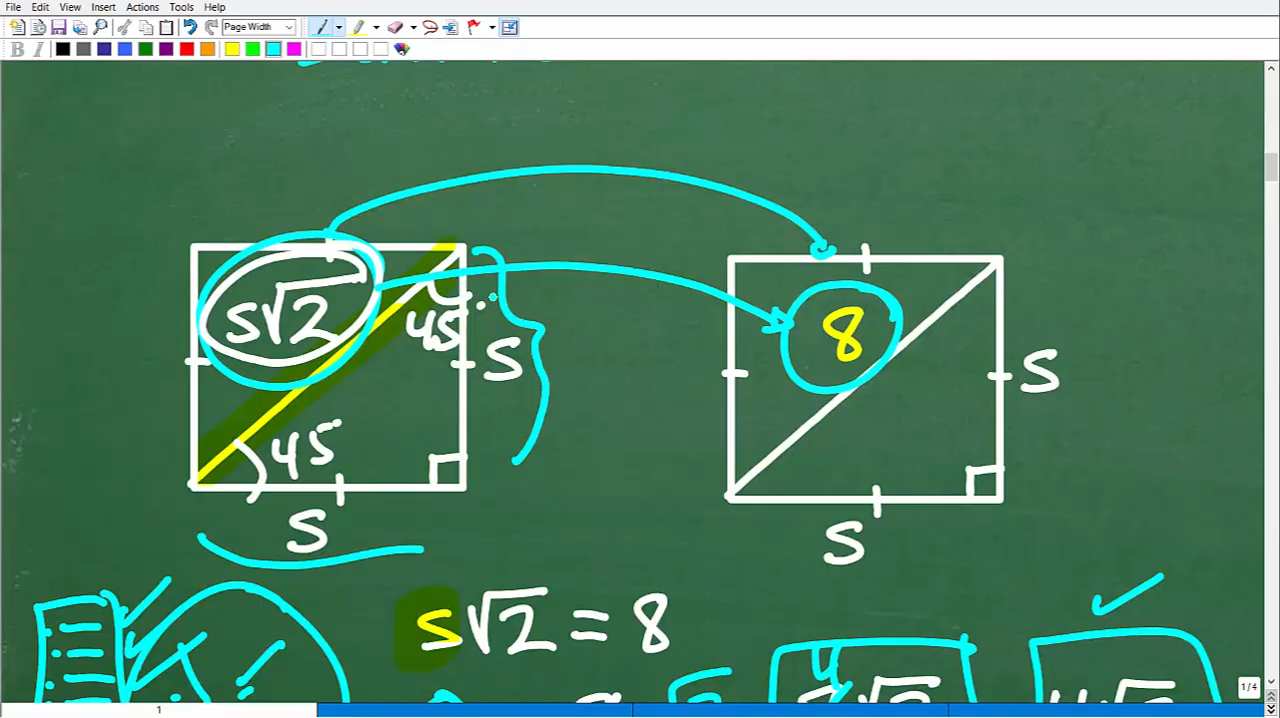 File Edit View Insert Actions Tools Help
Page Width
B I
s√2
45
S
45
S
8
S
S
s√2 = 8
1/4
1